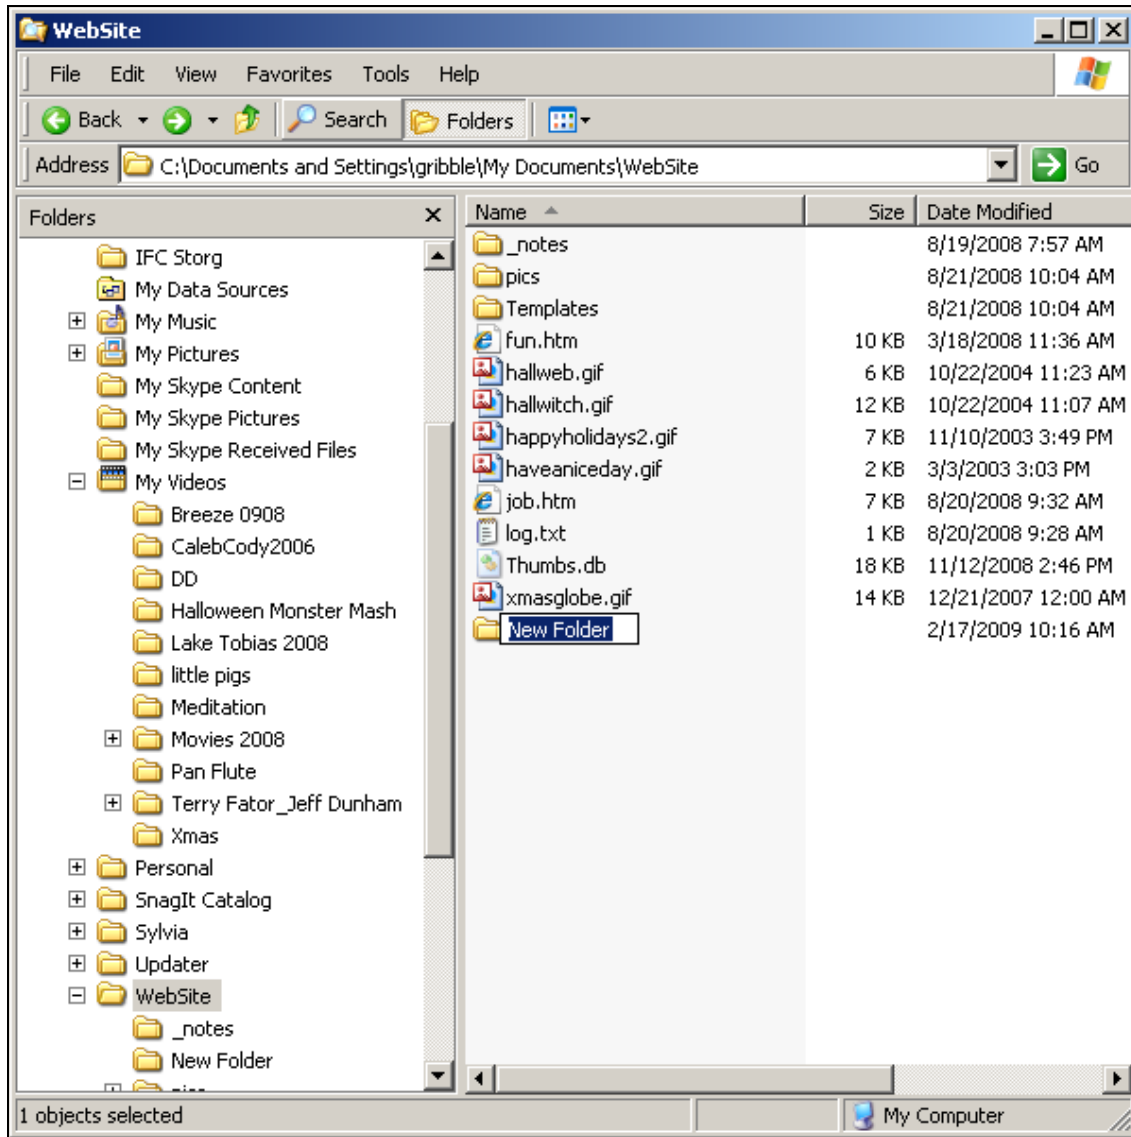 WebSite
File Edit View Favorites Tools Help
Back Search Folders
Address C:\Documents and Settings\gribble\My Documents\WebSite Go
Folders
IFC Storg
My Data Sources
My Music
My Pictures
My Skype Content
My Skype Pictures
My Skype Received Files
My Videos
Breeze 0908
CalebCody2006
DD
Halloween Monster Mash
Lake Tobias 2008
little pigs
Meditation
Movies 2008
Pan Flute
Terry Fator_Jeff Dunham
Xmas
Personal
SnagIt Catalog
Sylvia
Updater
WebSite
_notes
New Folder
Name Size Date Modified
_notes 8/19/2008 7:57 AM
pics 8/21/2008 10:04 AM
Templates 8/21/2008 10:04 AM
fun.htm 10 KB 3/18/2008 11:36 AM
hallweb.gif 6 KB 10/22/2004 11:23 AM
hallwitch.gif 12 KB 10/22/2004 11:07 AM
happyholidays2.gif 7 KB 11/10/2003 3:49 PM
haveaniceday.gif 2 KB 3/3/2003 3:03 PM
job.htm 7 KB 8/20/2008 9:32 AM
log.txt 1 KB 8/20/2008 9:28 AM
Thumbs.db 18 KB 11/12/2008 2:46 PM
xmasglobe.gif 14 KB 12/21/2007 12:00 AM
New Folder 2/17/2009 10:16 AM
1 objects selected My Computer